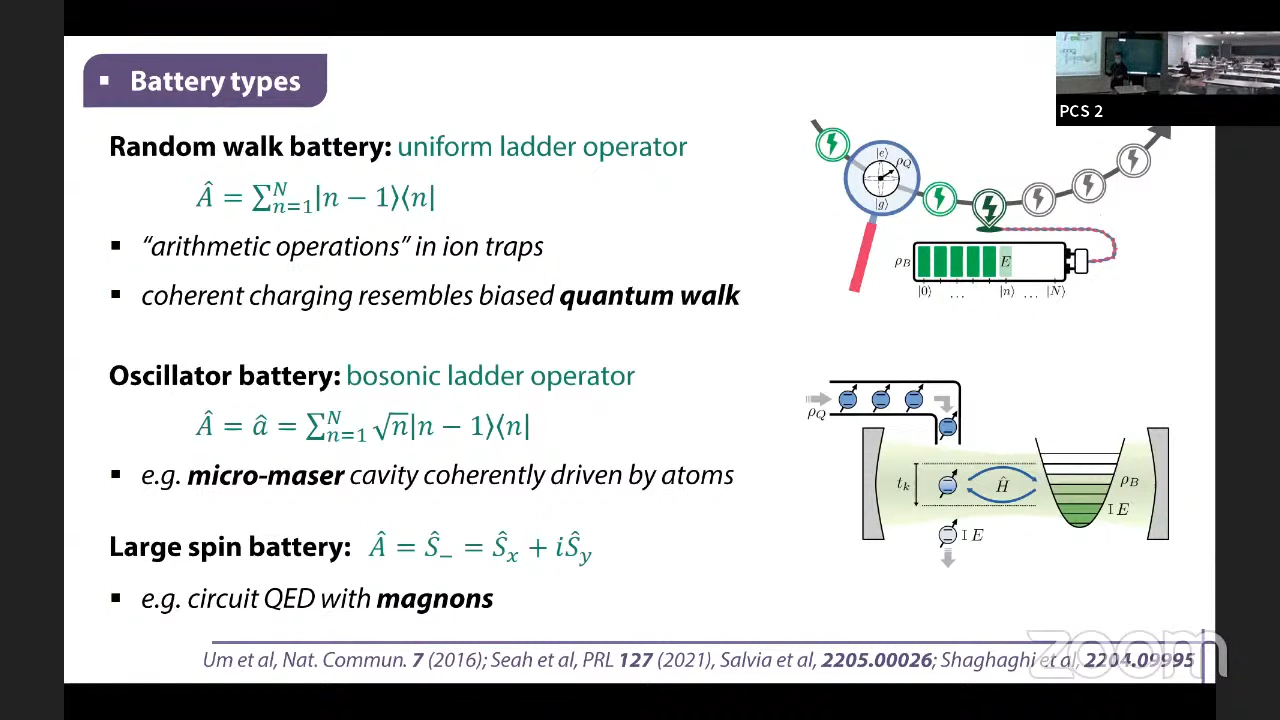 Battery types
PCS 2
Random walk battery: uniform ladder operator
Â = ∑ₙ₌₁ᴺ |n − 1⟩⟨n|
“arithmetic operations” in ion traps
coherent charging resembles biased quantum walk
|e⟩
ρ_Q
|g⟩
ρ_B
E
|0⟩ ... |n⟩ ... |N⟩
Oscillator battery: bosonic ladder operator
Â = â = ∑ₙ₌₁ᴺ √n|n − 1⟩⟨n|
e.g. micro-maser cavity coherently driven by atoms
ρ_Q
t_k
Ĥ
ρ_B
E
E
Large spin battery: Â = Ŝ₋ = Ŝₓ + iŜ_y
e.g. circuit QED with magnons
Um et al, Nat. Commun. 7 (2016); Seah et al, PRL 127 (2021), Salvia et al, 2205.00026; Shaghaghi et al, 2204.09995
zoom